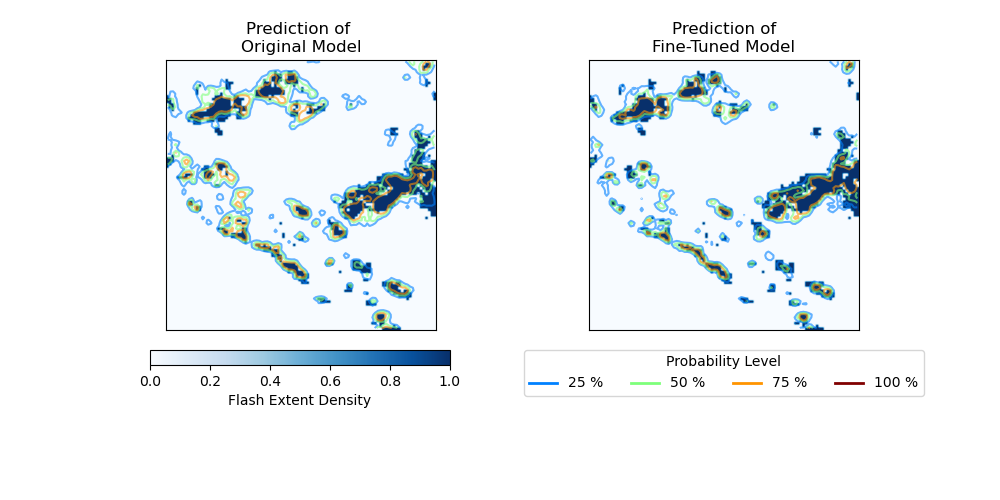 Prediction of
Original Model
Prediction of
Fine-Tuned Model
0.0 0.2 0.4 0.6 0.8 1.0
Flash Extent Density
Probability Level
25 % 50 % 75 % 100 %